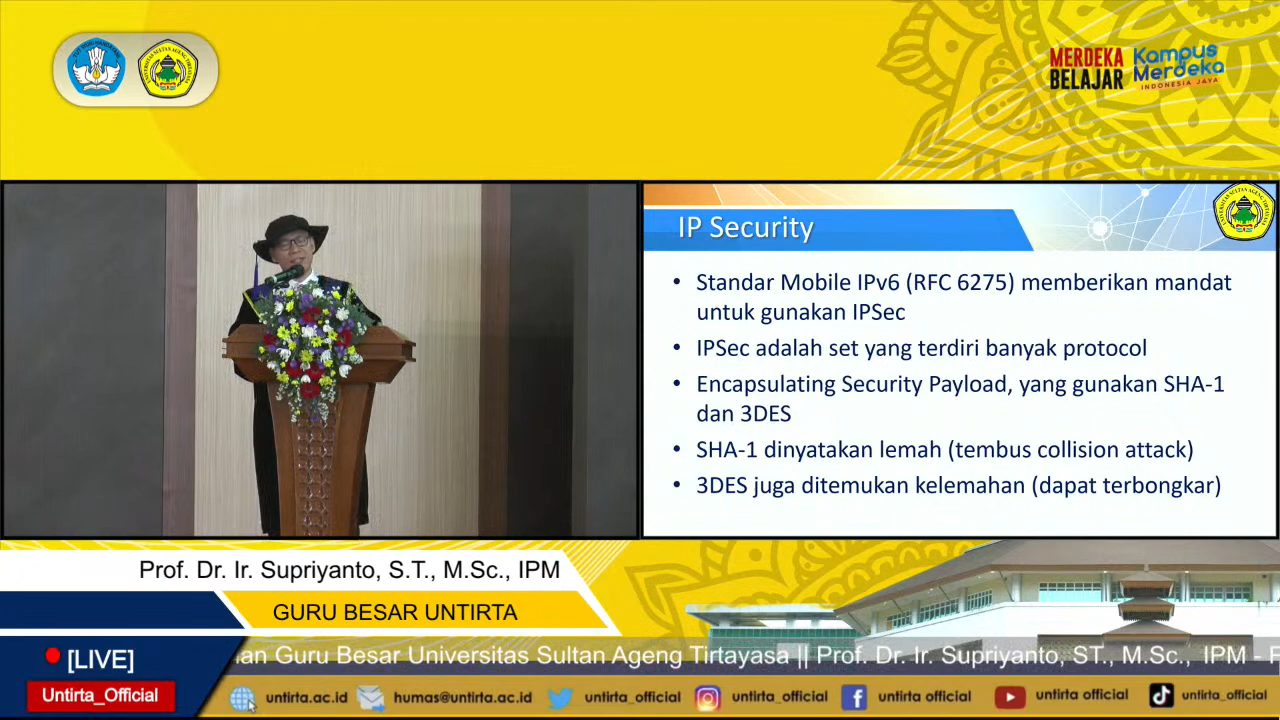 MERDEKA
BELAJAR
Kampus
Merdeka
INDONESIA JAYA
UNIVERSITAS SULTAN AGENG TIRTAYASA
IP Security
• Standar Mobile IPv6 (RFC 6275) memberikan mandat
untuk gunakan IPSec
• IPSec adalah set yang terdiri banyak protocol
• Encapsulating Security Payload, yang gunakan SHA-1
dan 3DES
• SHA-1 dinyatakan lemah (tembus collision attack)
• 3DES juga ditemukan kelemahan (dapat terbongkar)
Prof. Dr. Ir. Supriyanto, S.T., M.Sc., IPM
GURU BESAR UNTIRTA
[LIVE]
Guru Besar Universitas Sultan Ageng Tirtayasa || Prof. Dr. Ir. Supriyanto, ST., M.Sc., IPM -
Untirta_Official
untirta.ac.id
humas@untirta.ac.id
untirta_official
untirta_official
untirta official
untirta official
untirta_official